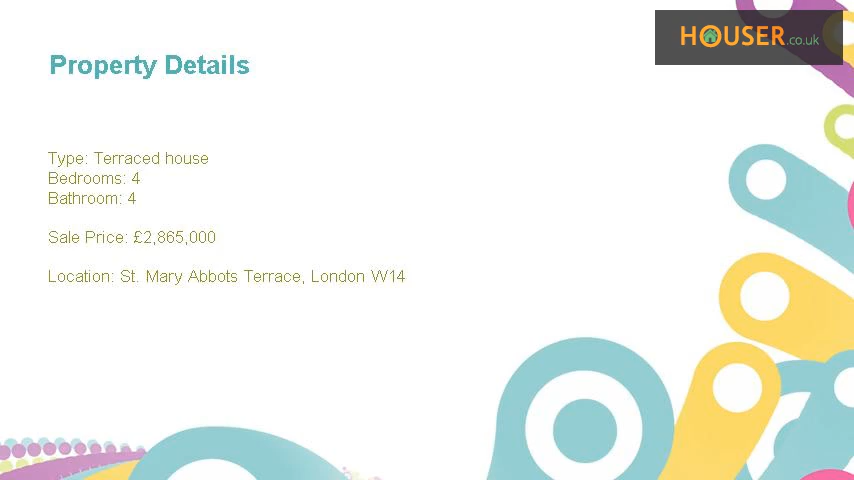 HOUSER.co.uk
Property Details
Type: Terraced house
Bedrooms: 4
Bathroom: 4
Sale Price: £2,865,000
Location: St. Mary Abbots Terrace, London W14